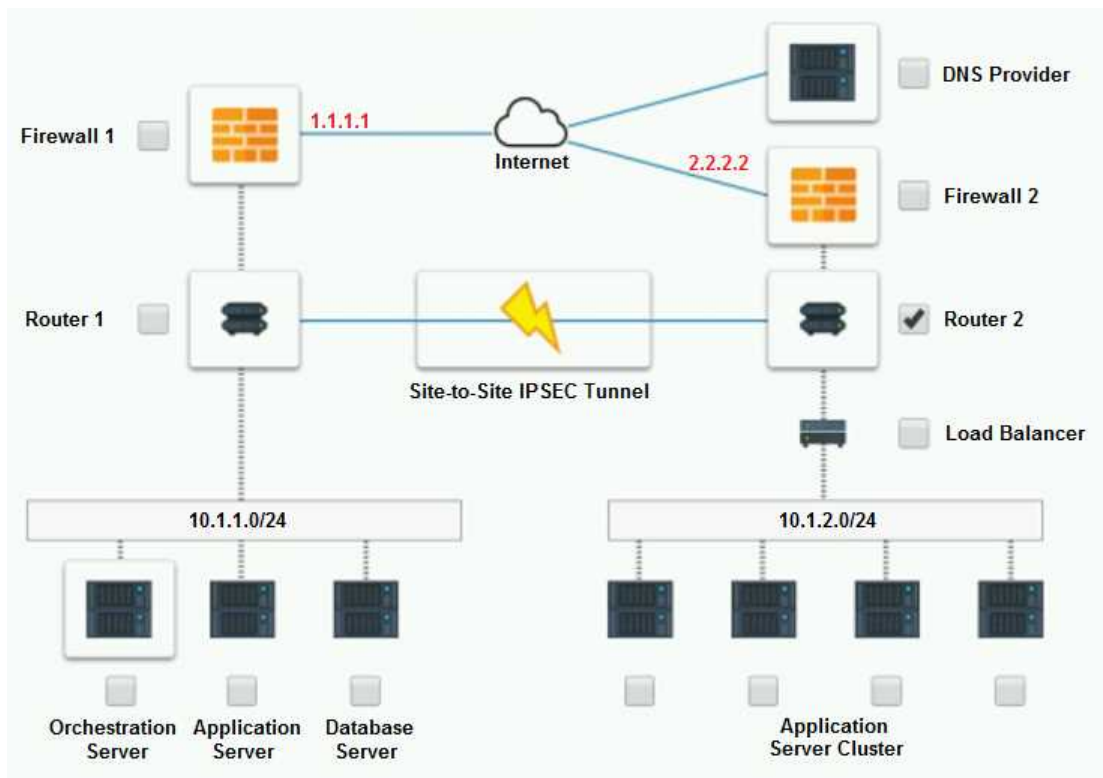 DNS Provider
Firewall 1
1.1.1.1
Internet
2.2.2.2
Firewall 2
Router 1
Router 2
Site-to-Site IPSEC Tunnel
Load Balancer
10.1.1.0/24
10.1.2.0/24
Orchestration
Server
Application
Server
Database
Server
Application
Server Cluster